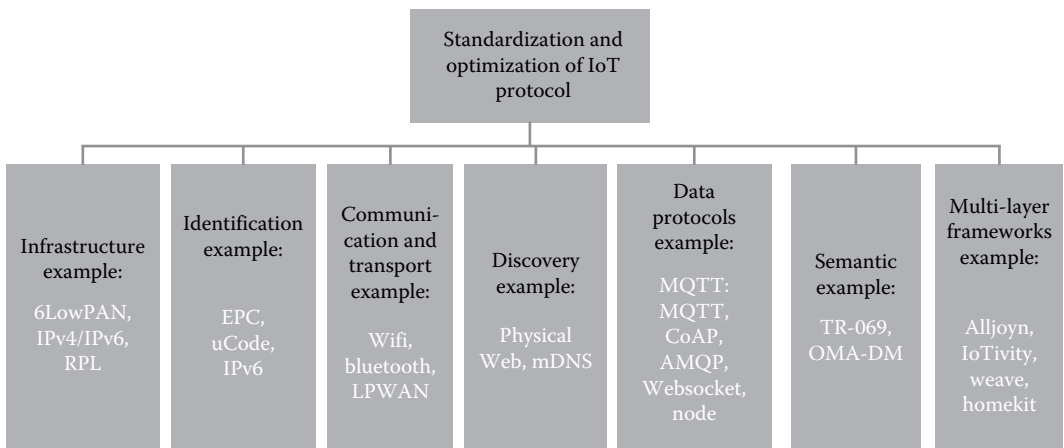 Standardization and
optimization of IoT
protocol
Infrastructure
example:
6LowPAN,
IPv4/IPv6,
RPL
Identification
example:
EPC,
uCode,
IPv6
Communi-
cation and
transport
example:
Wifi,
bluetooth,
LPWAN
Discovery
example:
Physical
Web, mDNS
Data
protocols
example:
MQTT:
MQTT,
CoAP,
AMQP,
Websocket,
node
Semantic
example:
TR-069,
OMA-DM
Multi-layer
frameworks
example:
Alljoyn,
IoTivity,
weave,
homekit